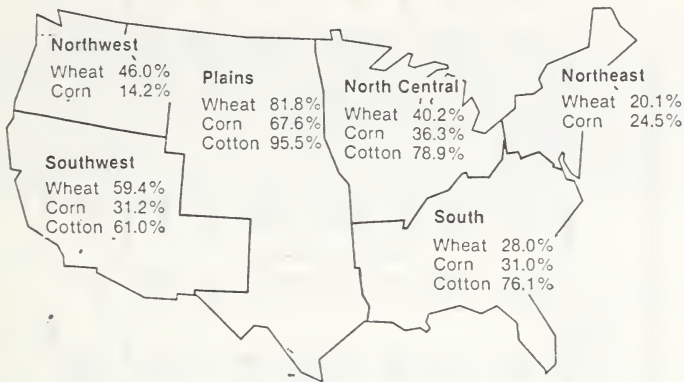 Northwest
Wheat 46.0%
Corn 14.2%
Plains
Wheat 81.8%
Corn 67.6%
Cotton 95.5%
North Central
Wheat 40.2%
Corn 36.3%
Cotton 78.9%
Northeast
Wheat 20.1%
Corn 24.5%
Southwest
Wheat 59.4%
Corn 31.2%
Cotton 61.0%
South
Wheat 28.0%
Corn 31.0%
Cotton 76.1%